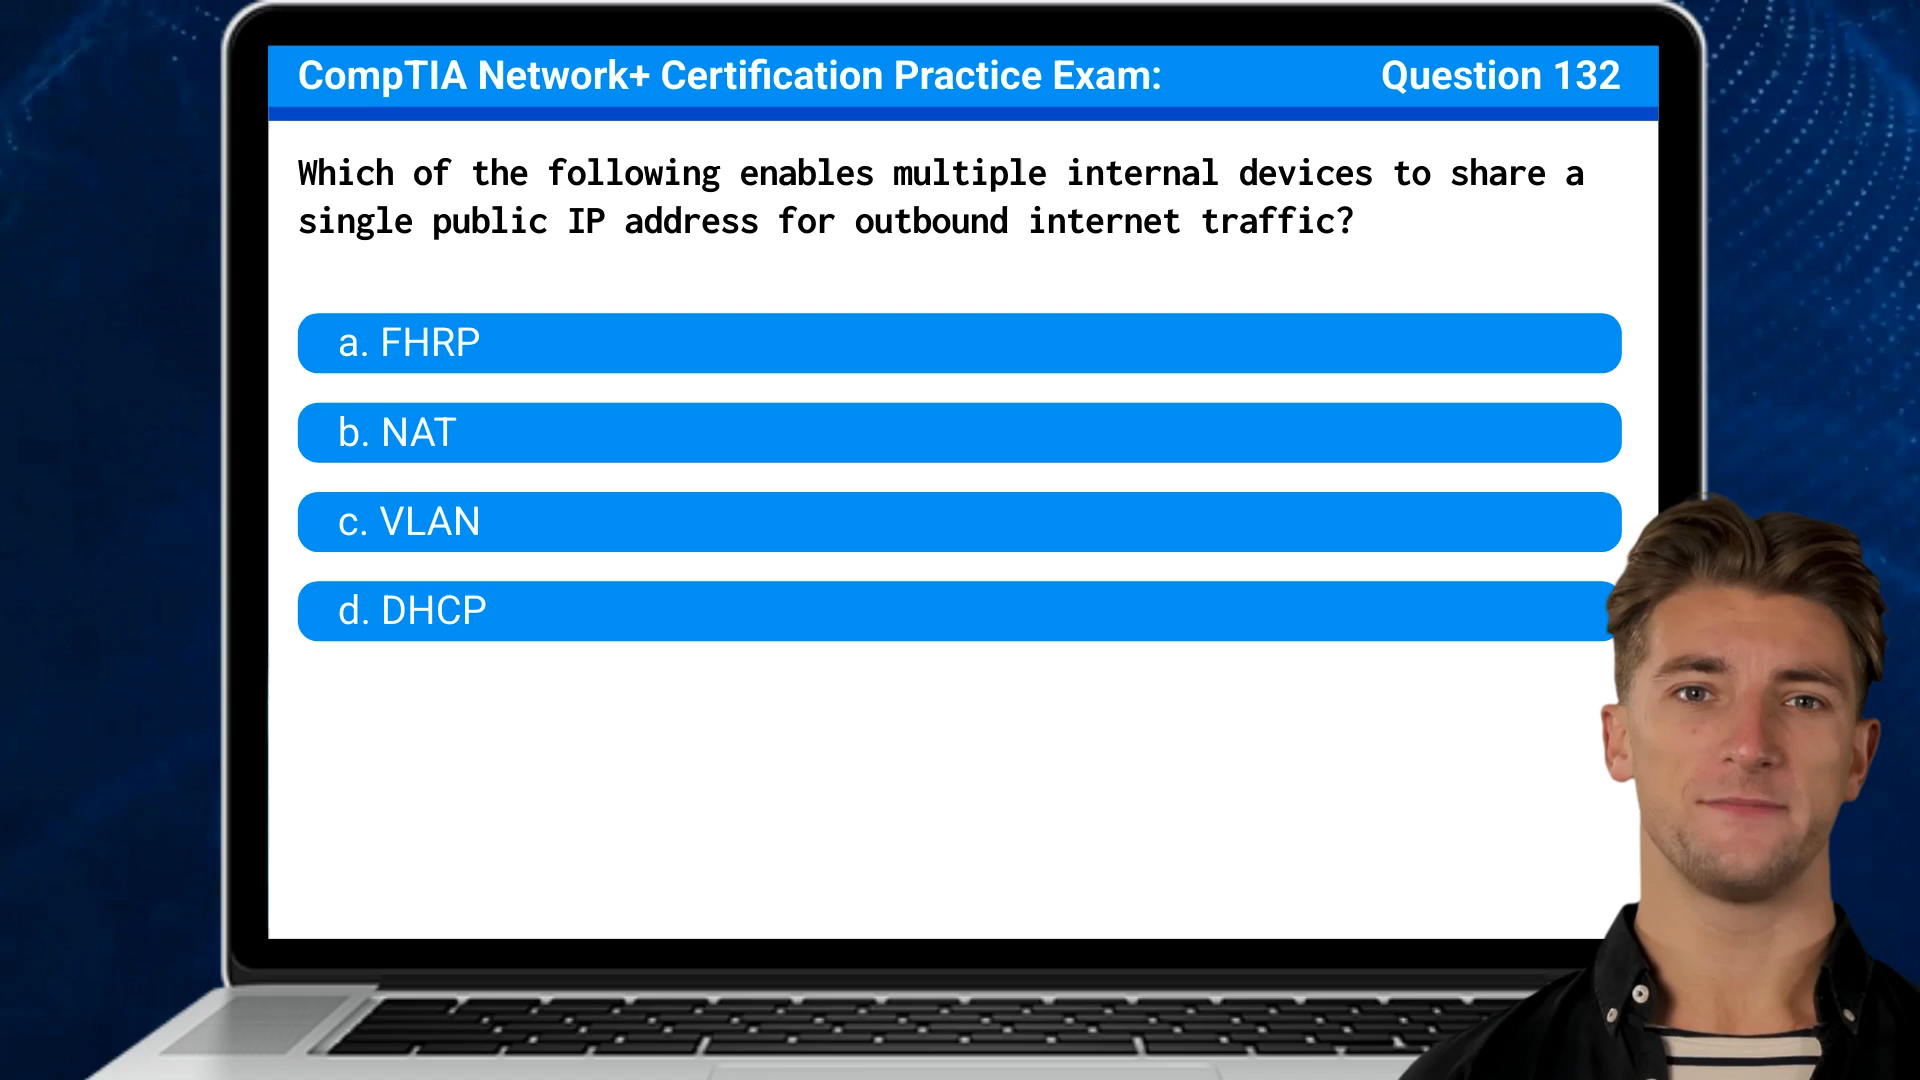 CompTIA Network+ Certification Practice Exam: Question 132
Which of the following enables multiple internal devices to share a
single public IP address for outbound internet traffic?
a. FHRP
b. NAT
c. VLAN
d. DHCP